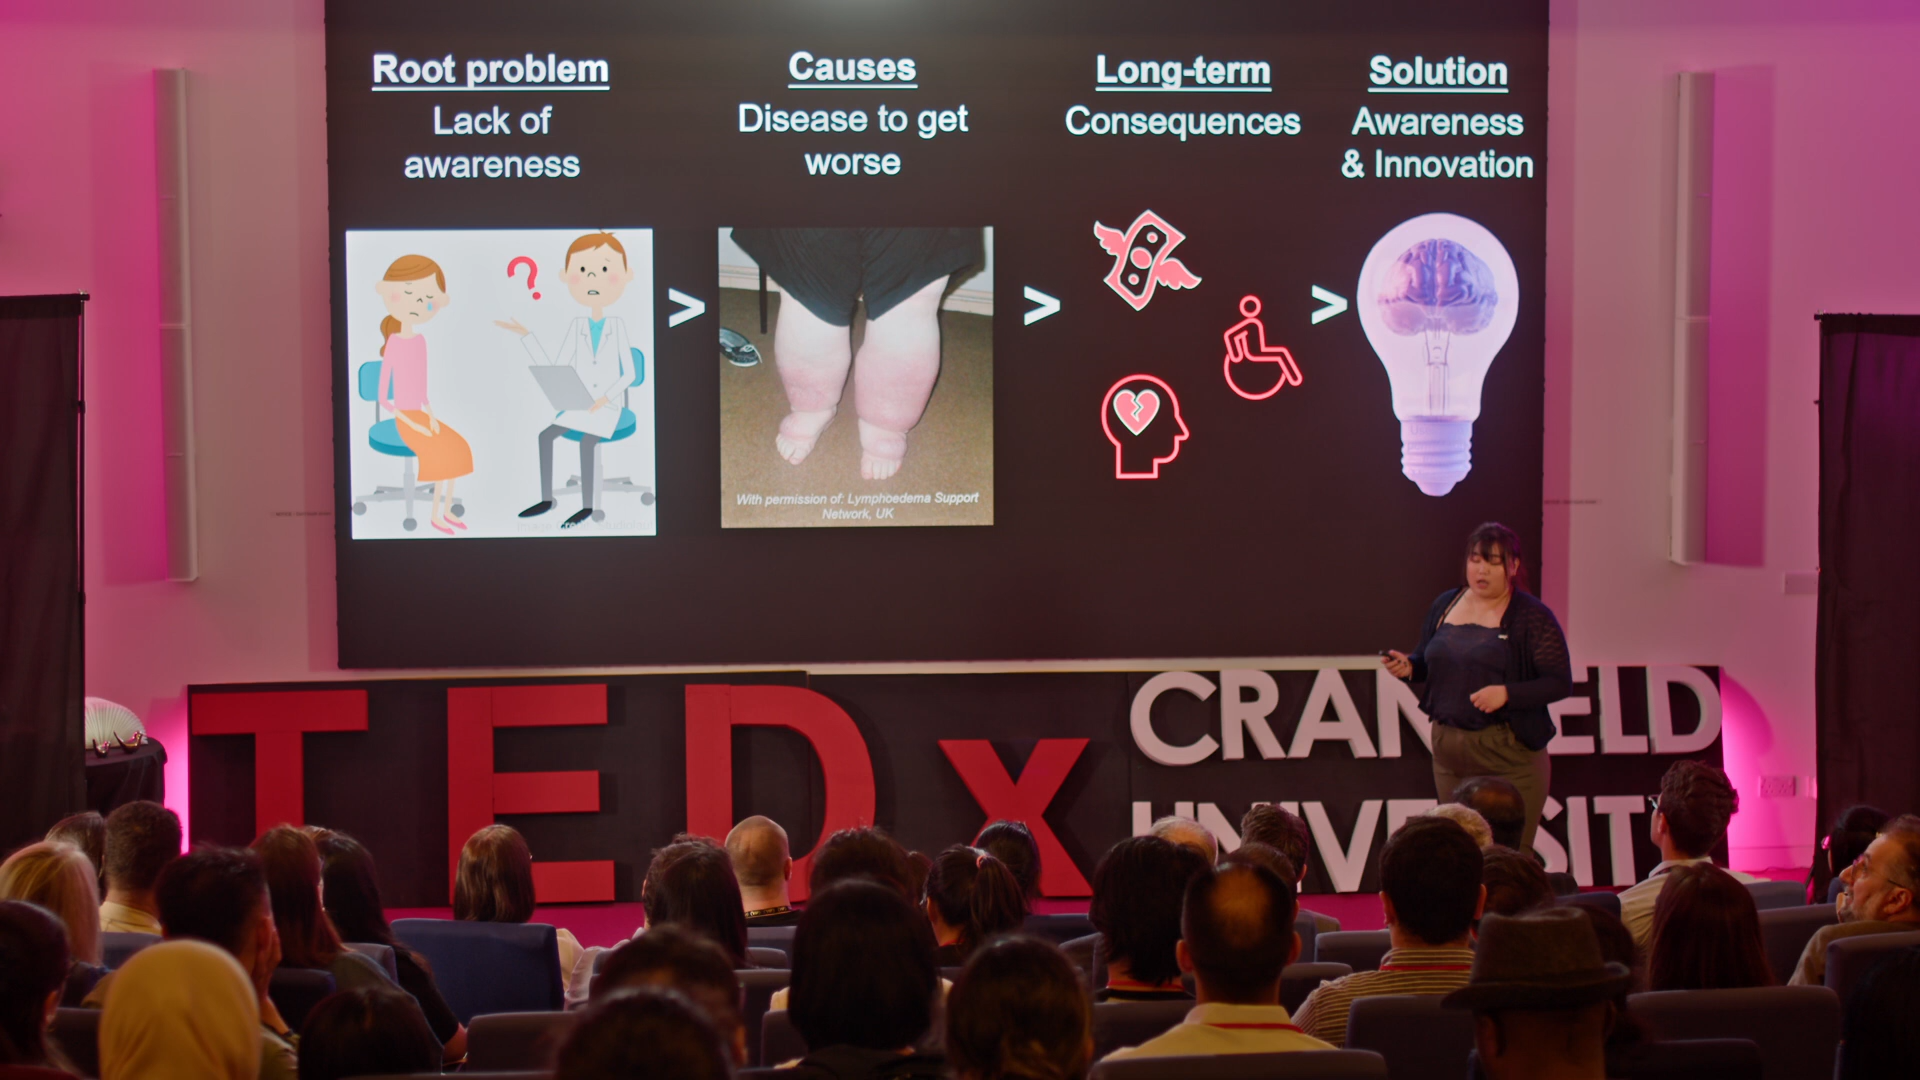 Root problem
Lack of
awareness
Causes
Disease to get
worse
Long-term
Consequences
Solution
Awareness
& Innovation
?
>
>
>
With permission of: Lymphoedema Support
Network, UK
TEDx
CRAN ELD
UNIVERSIT